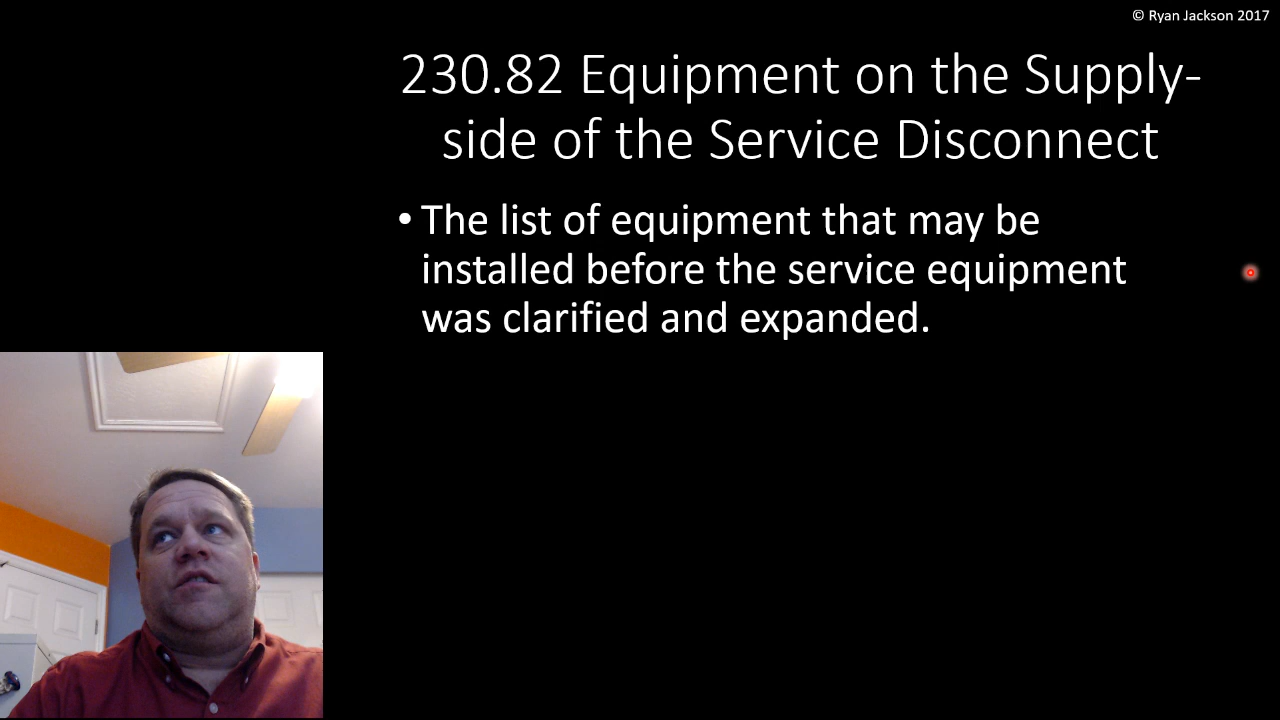 © Ryan Jackson 2017
230.82 Equipment on the Supply-
side of the Service Disconnect
• The list of equipment that may be
installed before the service equipment
was clarified and expanded.